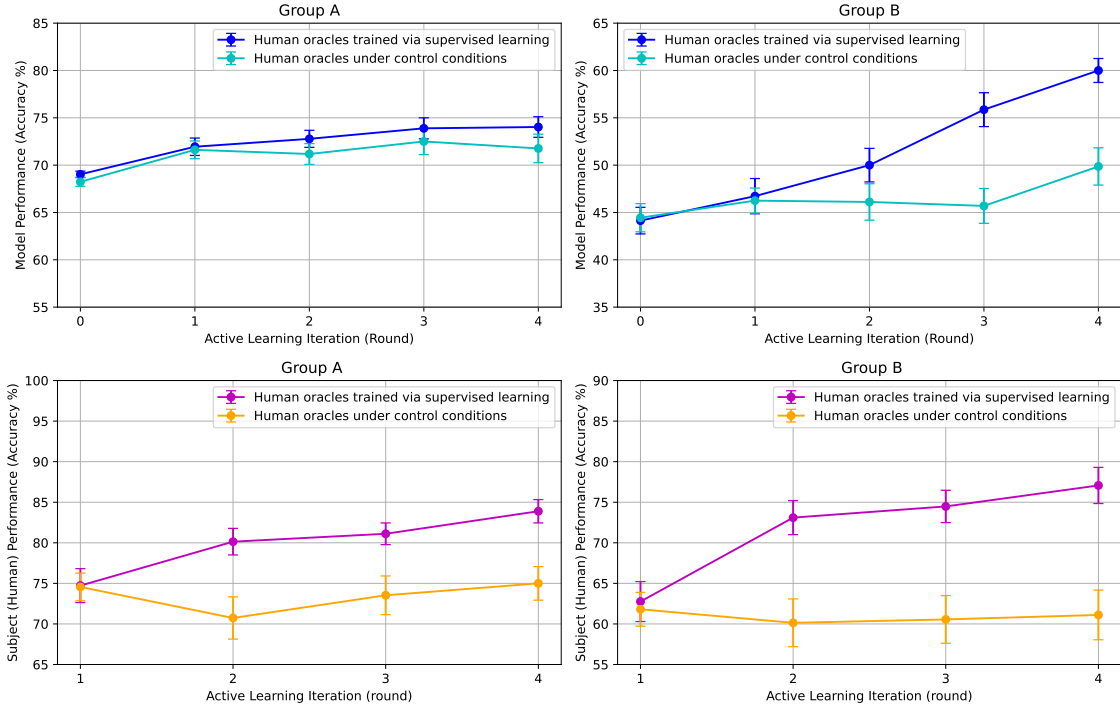 Group A
Human oracles trained via supervised learning
Human oracles under control conditions
Model Performance (Accuracy %)
85
80
75
70
65
60
55
0 1 2 3 4
Active Learning Iteration (Round)
Group B
Human oracles trained via supervised learning
Human oracles under control conditions
Model Performance (Accuracy %)
65
60
55
50
45
40
35
0 1 2 3 4
Active Learning Iteration (Round)
Group A
Human oracles trained via supervised learning
Human oracles under control conditions
Subject (Human) Performance (Accuracy %)
100
95
90
85
80
75
70
65
1 2 3 4
Active Learning Iteration (round)
Group B
Human oracles trained via supervised learning
Human oracles under control conditions
Subject (Human) Performance (Accuracy %)
90
85
80
75
70
65
60
55
1 2 3 4
Active Learning Iteration (round)